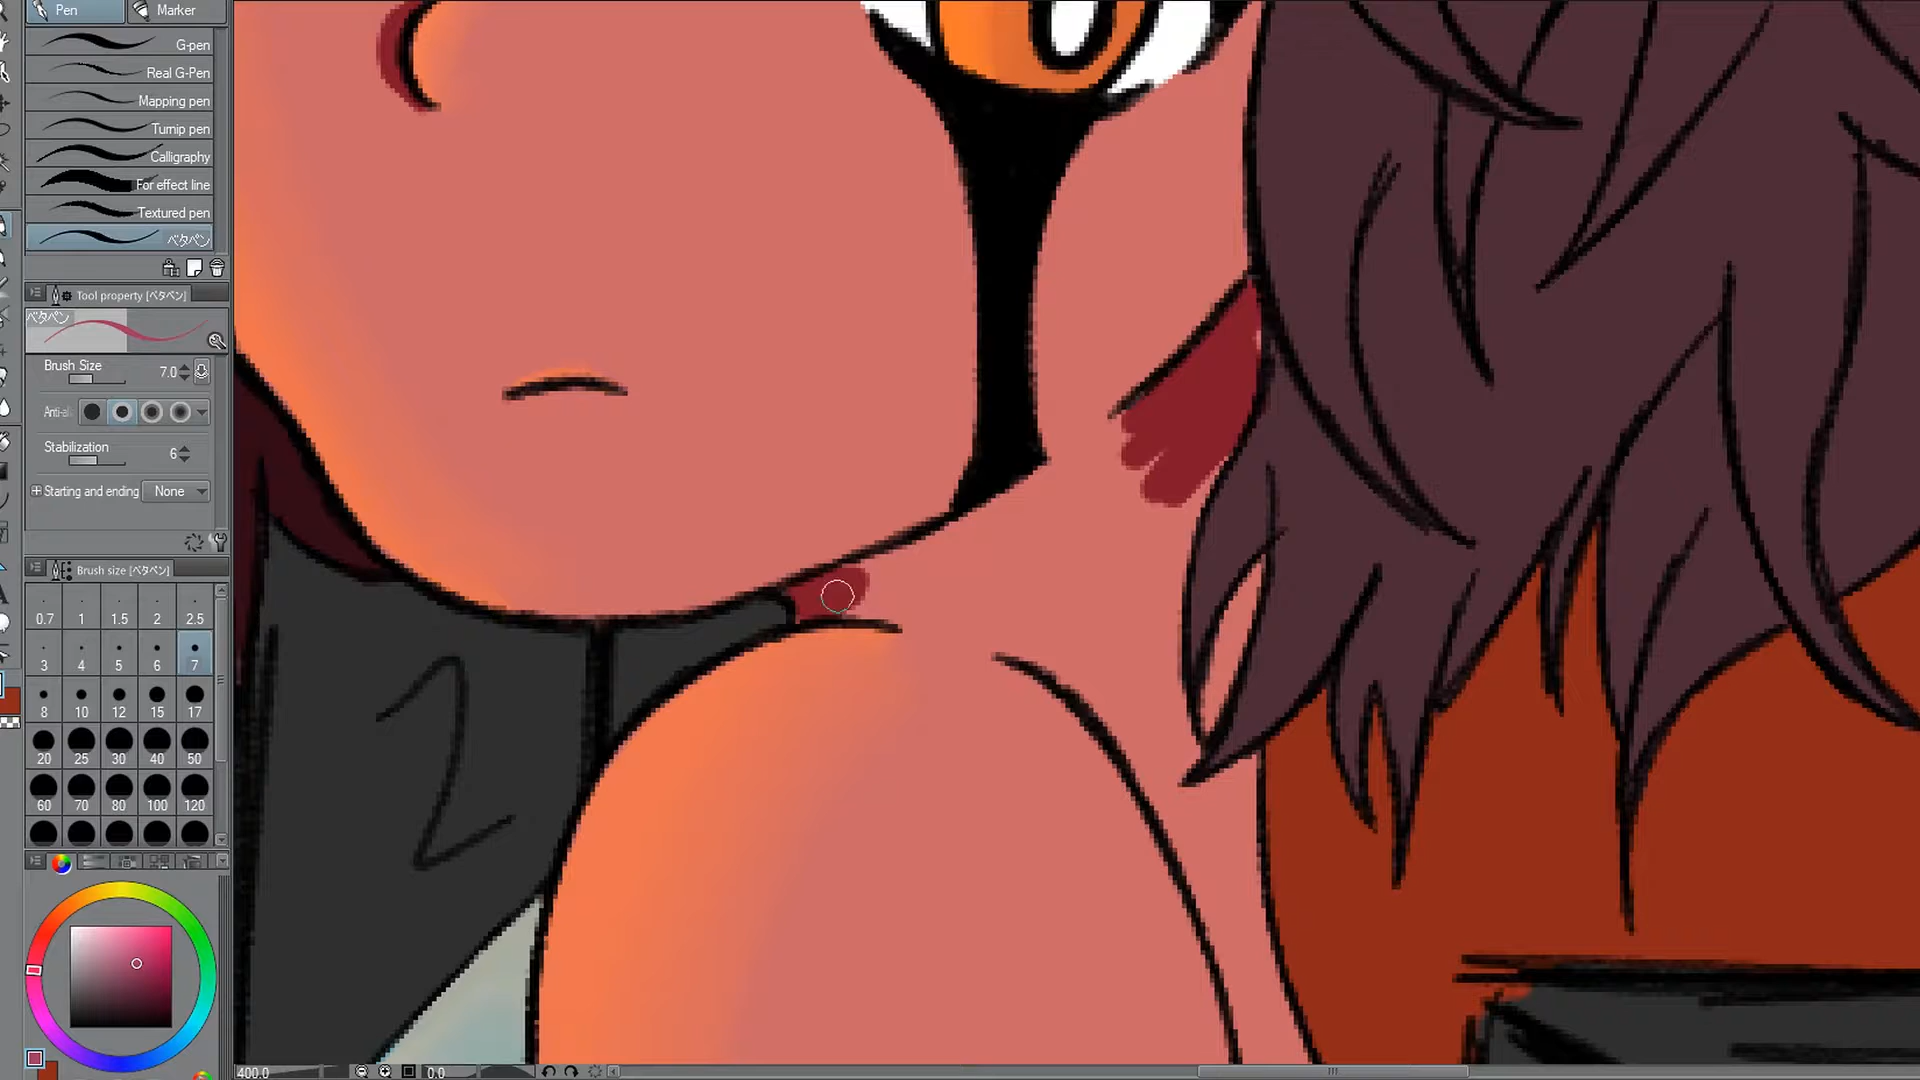 Pen Marker
G-pen
Real G-Pen
Mapping pen
Turnip pen
Calligraphy
For effect line
Textured pen
ベタペン
Tool property [ベタペン]
ベタペン
Brush Size 7.0
Stabilization 6
Starting and ending None
Brush size [ベタペン]
0.7 1 1.5 2 2.5
3 4 5 6 7
8 10 12 15 17
20 25 30 40 50
60 70 80 100 120
2
400.0 0.0